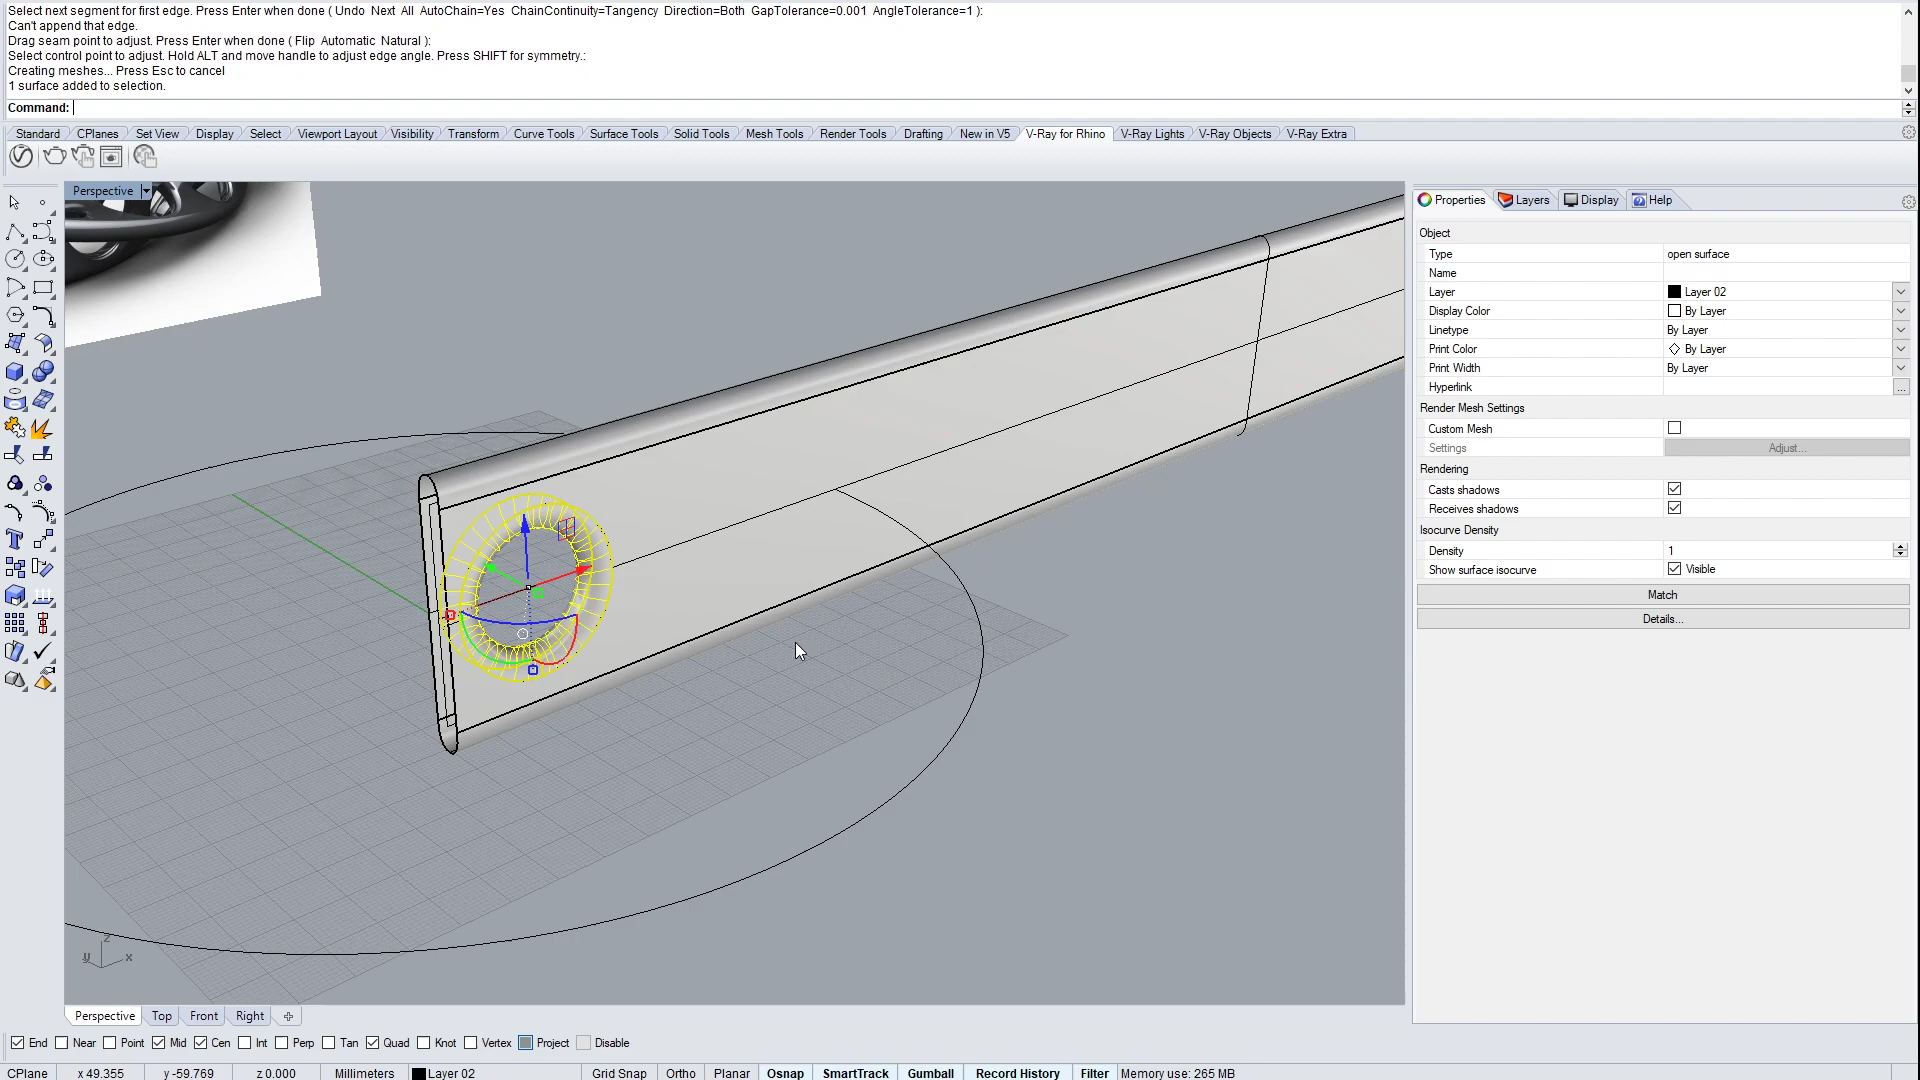 Select next segment for first edge. Press Enter when done ( Undo  Next  All  AutoChain=Yes  ChainContinuity=Tangency  Direction=Both  GapTolerance=0.001  AngleTolerance=1 ):
Can't append that edge.
Drag seam point to adjust. Press Enter when done ( Flip  Automatic  Natural ):
Select control point to adjust. Hold ALT and move handle to adjust edge angle. Press SHIFT for symmetry.:
Creating meshes... Press Esc to cancel
1 surface added to selection.
Command:
Standard CPlanes Set View Display Select Viewport Layout Visibility Transform Curve Tools Surface Tools Solid Tools Mesh Tools Render Tools Drafting New in V5 V-Ray for Rhino V-Ray Lights V-Ray Objects V-Ray Extra
Perspective
Properties Layers Display Help
Object
Type open surface
Name
Layer Layer 02
Display Color By Layer
Linetype By Layer
Print Color By Layer
Print Width By Layer
Hyperlink ...
Render Mesh Settings
Custom Mesh
Settings Adjust...
Rendering
Casts shadows
Receives shadows
Isocurve Density
Density 1
Show surface isocurve Visible
Match
Details...
z
y x
Perspective Top Front Right
End Near Point Mid Cen Int Perp Tan Quad Knot Vertex Project Disable
CPlane x 49.355 y -59.769 z 0.000 Millimeters Layer 02 Grid Snap Ortho Planar Osnap SmartTrack Gumball Record History Filter Memory use: 265 MB